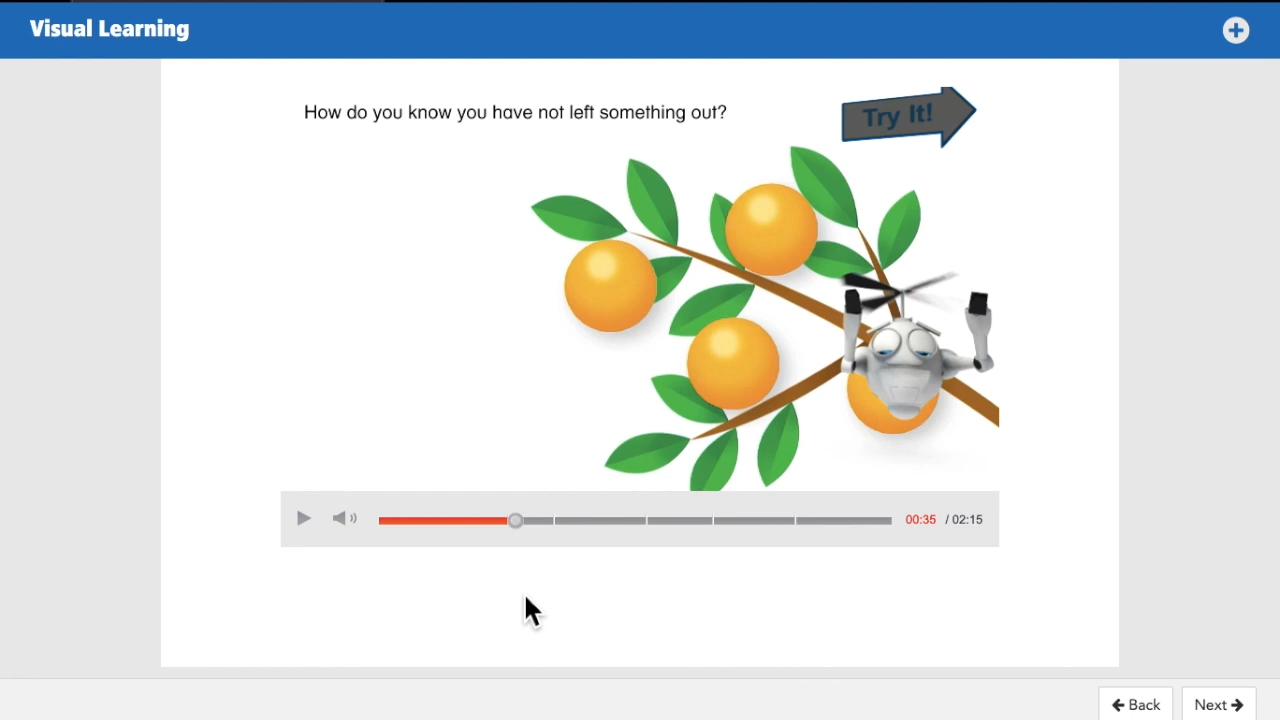 Visual Learning
How do you know you have not left something out?
Try It!
00:35 / 02:15
Back
Next